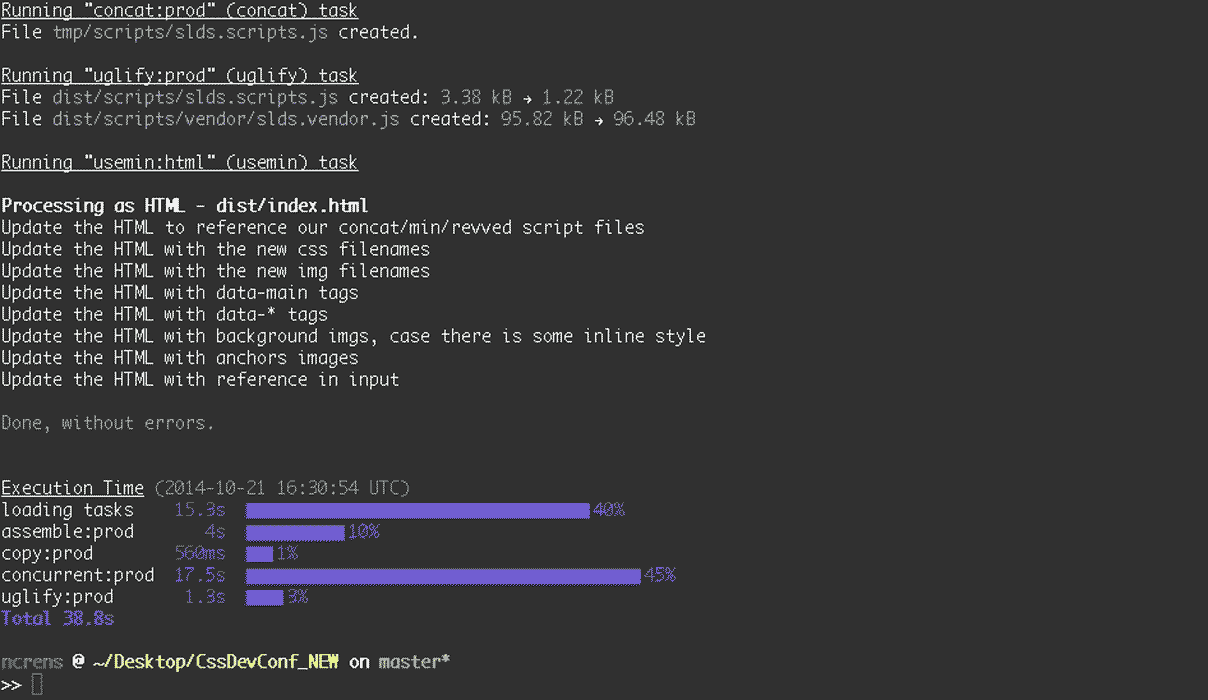 Running "concat:prod" (concat) task
File tmp/scripts/slds.scripts.js created.
Running "uglify:prod" (uglify) task
File dist/scripts/slds.scripts.js created: 3.38 kB → 1.22 kB
File dist/scripts/vendor/slds.vendor.js created: 95.82 kB → 96.48 kB
Running "usemin:html" (usemin) task
Processing as HTML - dist/index.html
Update the HTML to reference our concat/min/revved script files
Update the HTML with the new css filenames
Update the HTML with the new img filenames
Update the HTML with data-main tags
Update the HTML with data-* tags
Update the HTML with background imgs, case there is some inline style
Update the HTML with anchors images
Update the HTML with reference in input
Done, without errors.
Execution Time (2014-10-21 16:30:54 UTC)
loading tasks 15.3s 40%
assemble:prod 4s 10%
copy:prod 560ms 1%
concurrent:prod 17.5s 45%
uglify:prod 1.3s 3%
Total 38.8s
ncrens @ ~/Desktop/CssDevConf_NEW on master*
>>